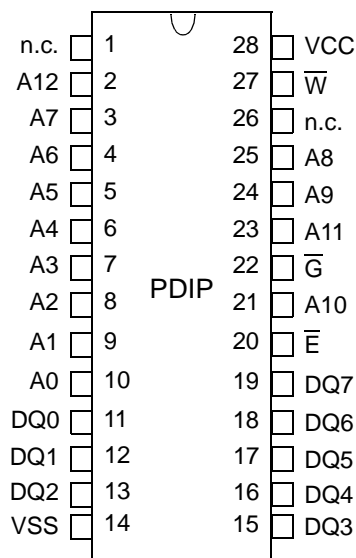 n.c. 1 28 VCC
A12 2 27 W̅
A7 3 26 n.c.
A6 4 25 A8
A5 5 24 A9
A4 6 23 A11
A3 7 22 G̅
PDIP
A2 8 21 A10
A1 9 20 E̅
A0 10 19 DQ7
DQ0 11 18 DQ6
DQ1 12 17 DQ5
DQ2 13 16 DQ4
VSS 14 15 DQ3